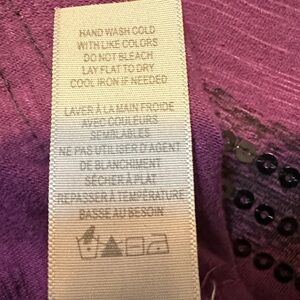 HAND WASH COLD
WITH LIKE COLORS
DO NOT BLEACH
LAY FLAT TO DRY
COOL IRON IF NEEDED
LAVER À LA MAIN FROIDE
AVEC COULEURS
SEMBLABLES
NE PAS UTILISER D'AGENT
DE BLANCHIMENT
SÉCHER À PLAT
REPASSER À TEMPÉRATURE
BASSE AU BESOIN